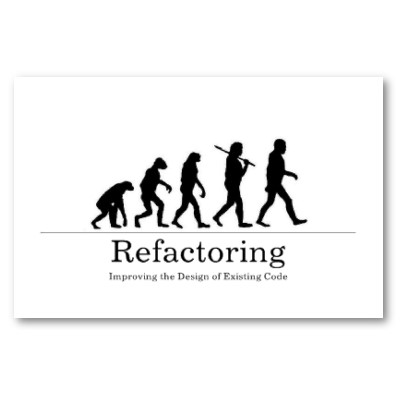 Refactoring
Improving the Design of Existing Code